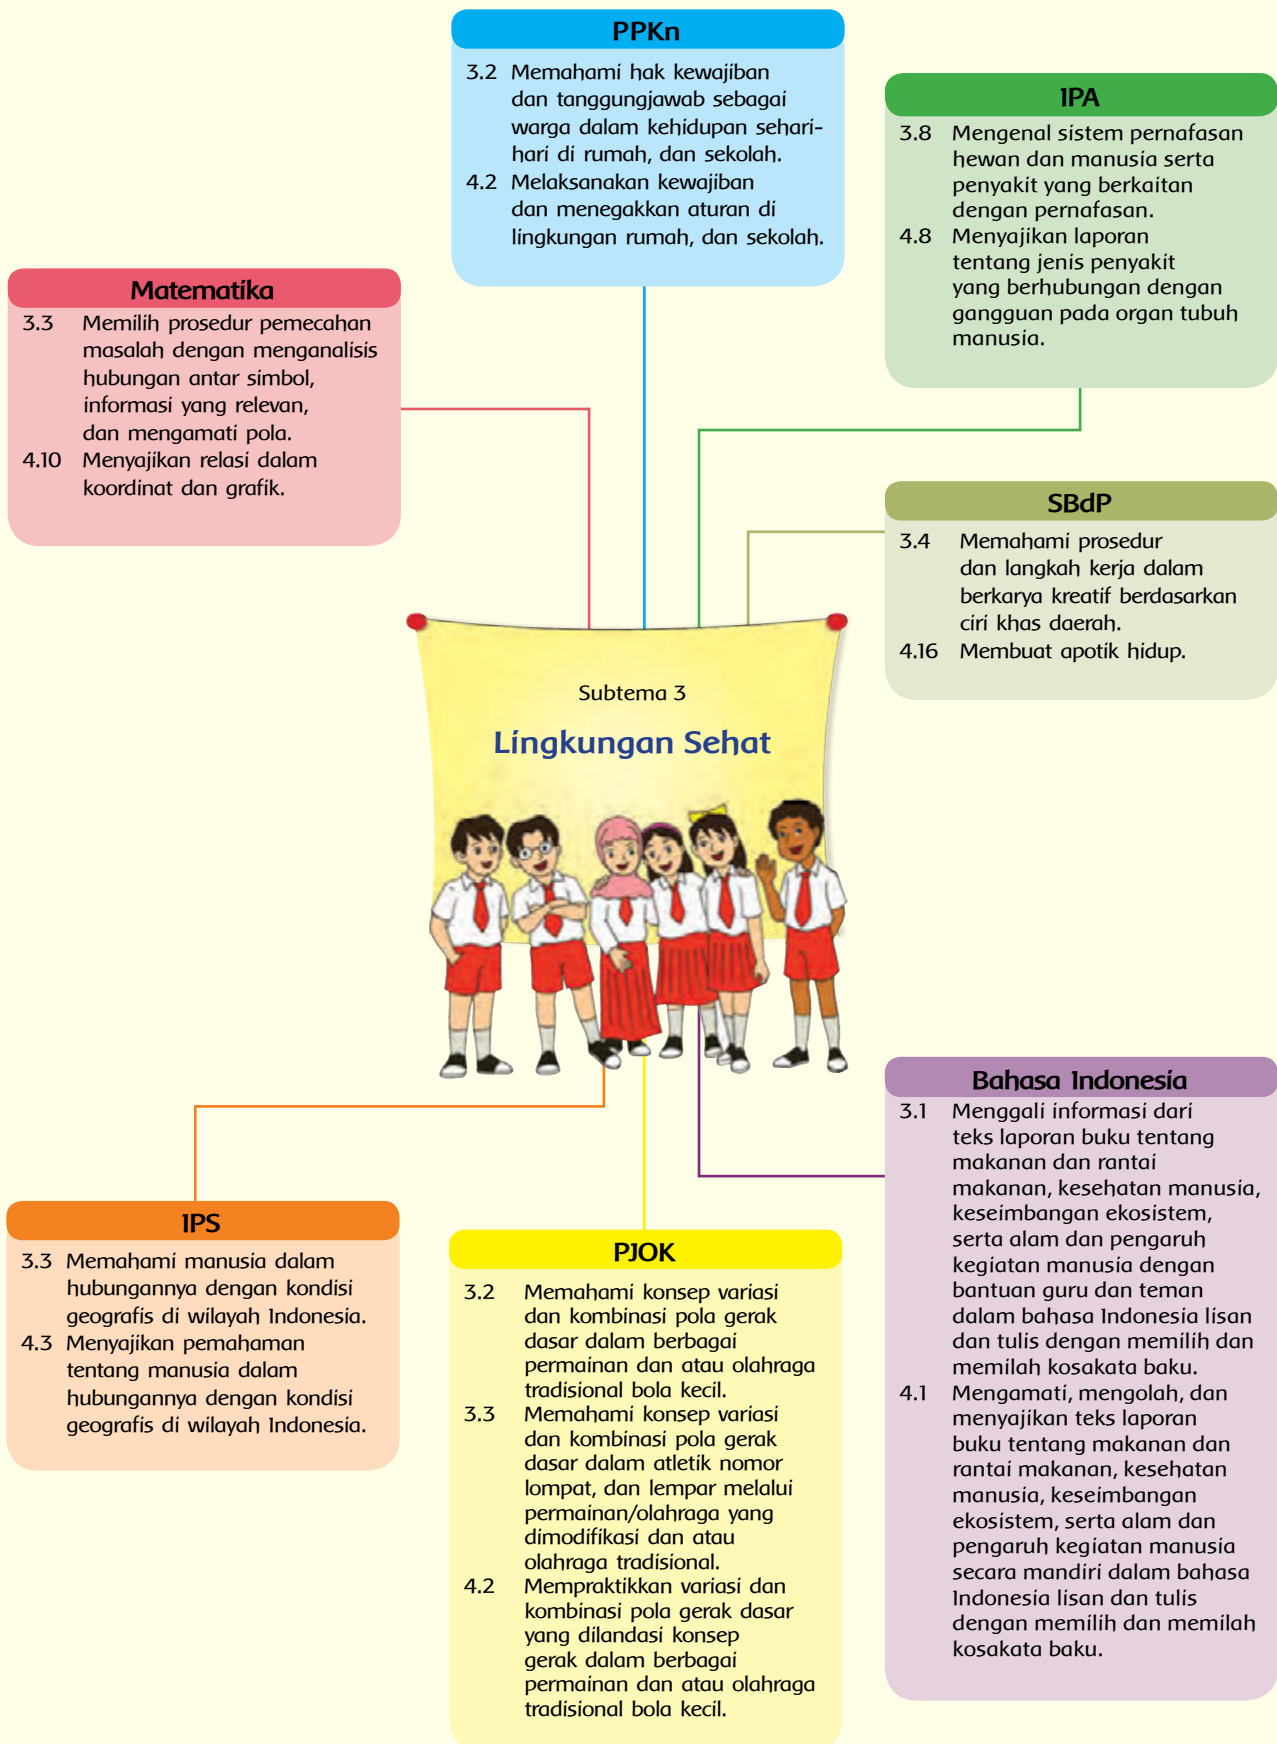 PPKn
3.2 Memahami hak kewajiban
dan tanggungjawab sebagai
warga dalam kehidupan sehari-
hari di rumah, dan sekolah.
4.2 Melaksanakan kewajiban
dan menegakkan aturan di
lingkungan rumah, dan sekolah.
IPA
3.8 Mengenal sistem pernafasan
hewan dan manusia serta
penyakit yang berkaitan
dengan pernafasan.
4.8 Menyajikan laporan
tentang jenis penyakit
yang berhubungan dengan
gangguan pada organ tubuh
manusia.
Matematika
3.3 Memilih prosedur pemecahan
masalah dengan menganalisis
hubungan antar simbol,
informasi yang relevan,
dan mengamati pola.
4.10 Menyajikan relasi dalam
koordinat dan grafik.
SBdP
3.4 Memahami prosedur
dan langkah kerja dalam
berkarya kreatif berdasarkan
ciri khas daerah.
4.16 Membuat apotik hidup.
Subtema 3
Lingkungan Sehat
Bahasa Indonesia
3.1 Menggali informasi dari
teks laporan buku tentang
makanan dan rantai
makanan, kesehatan manusia,
keseimbangan ekosistem,
serta alam dan pengaruh
kegiatan manusia dengan
bantuan guru dan teman
dalam bahasa Indonesia lisan
dan tulis dengan memilih dan
memilah kosakata baku.
4.1 Mengamati, mengolah, dan
menyajikan teks laporan
buku tentang makanan dan
rantai makanan, kesehatan
manusia, keseimbangan
ekosistem, serta alam dan
pengaruh kegiatan manusia
secara mandiri dalam bahasa
Indonesia lisan dan tulis
dengan memilih dan memilah
kosakata baku.
IPS
3.3 Memahami manusia dalam
hubungannya dengan kondisi
geografis di wilayah Indonesia.
4.3 Menyajikan pemahaman
tentang manusia dalam
hubungannya dengan kondisi
geografis di wilayah Indonesia.
PJOK
3.2 Memahami konsep variasi
dan kombinasi pola gerak
dasar dalam berbagai
permainan dan atau olahraga
tradisional bola kecil.
3.3 Memahami konsep variasi
dan kombinasi pola gerak
dasar dalam atletik nomor
lompat, dan lempar melalui
permainan/olahraga yang
dimodifikasi dan atau
olahraga tradisional.
4.2 Mempraktikkan variasi dan
kombinasi pola gerak dasar
yang dilandasi konsep
gerak dalam berbagai
permainan dan atau olahraga
tradisional bola kecil.